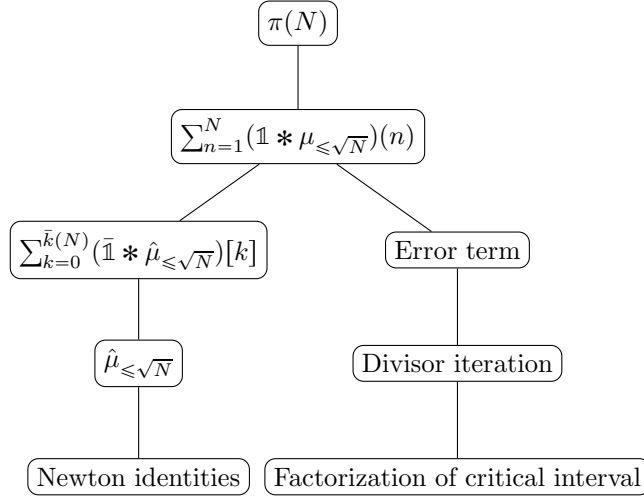 π(N)
∑_{n=1}^{N}(𝟙 ∗ μ_{⩽√N})(n)
∑_{k=0}^{k̄(N)}(𝟙̄ ∗ μ̂_{⩽√N})[k]
Error term
μ̂_{⩽√N}
Divisor iteration
Newton identities
Factorization of critical interval